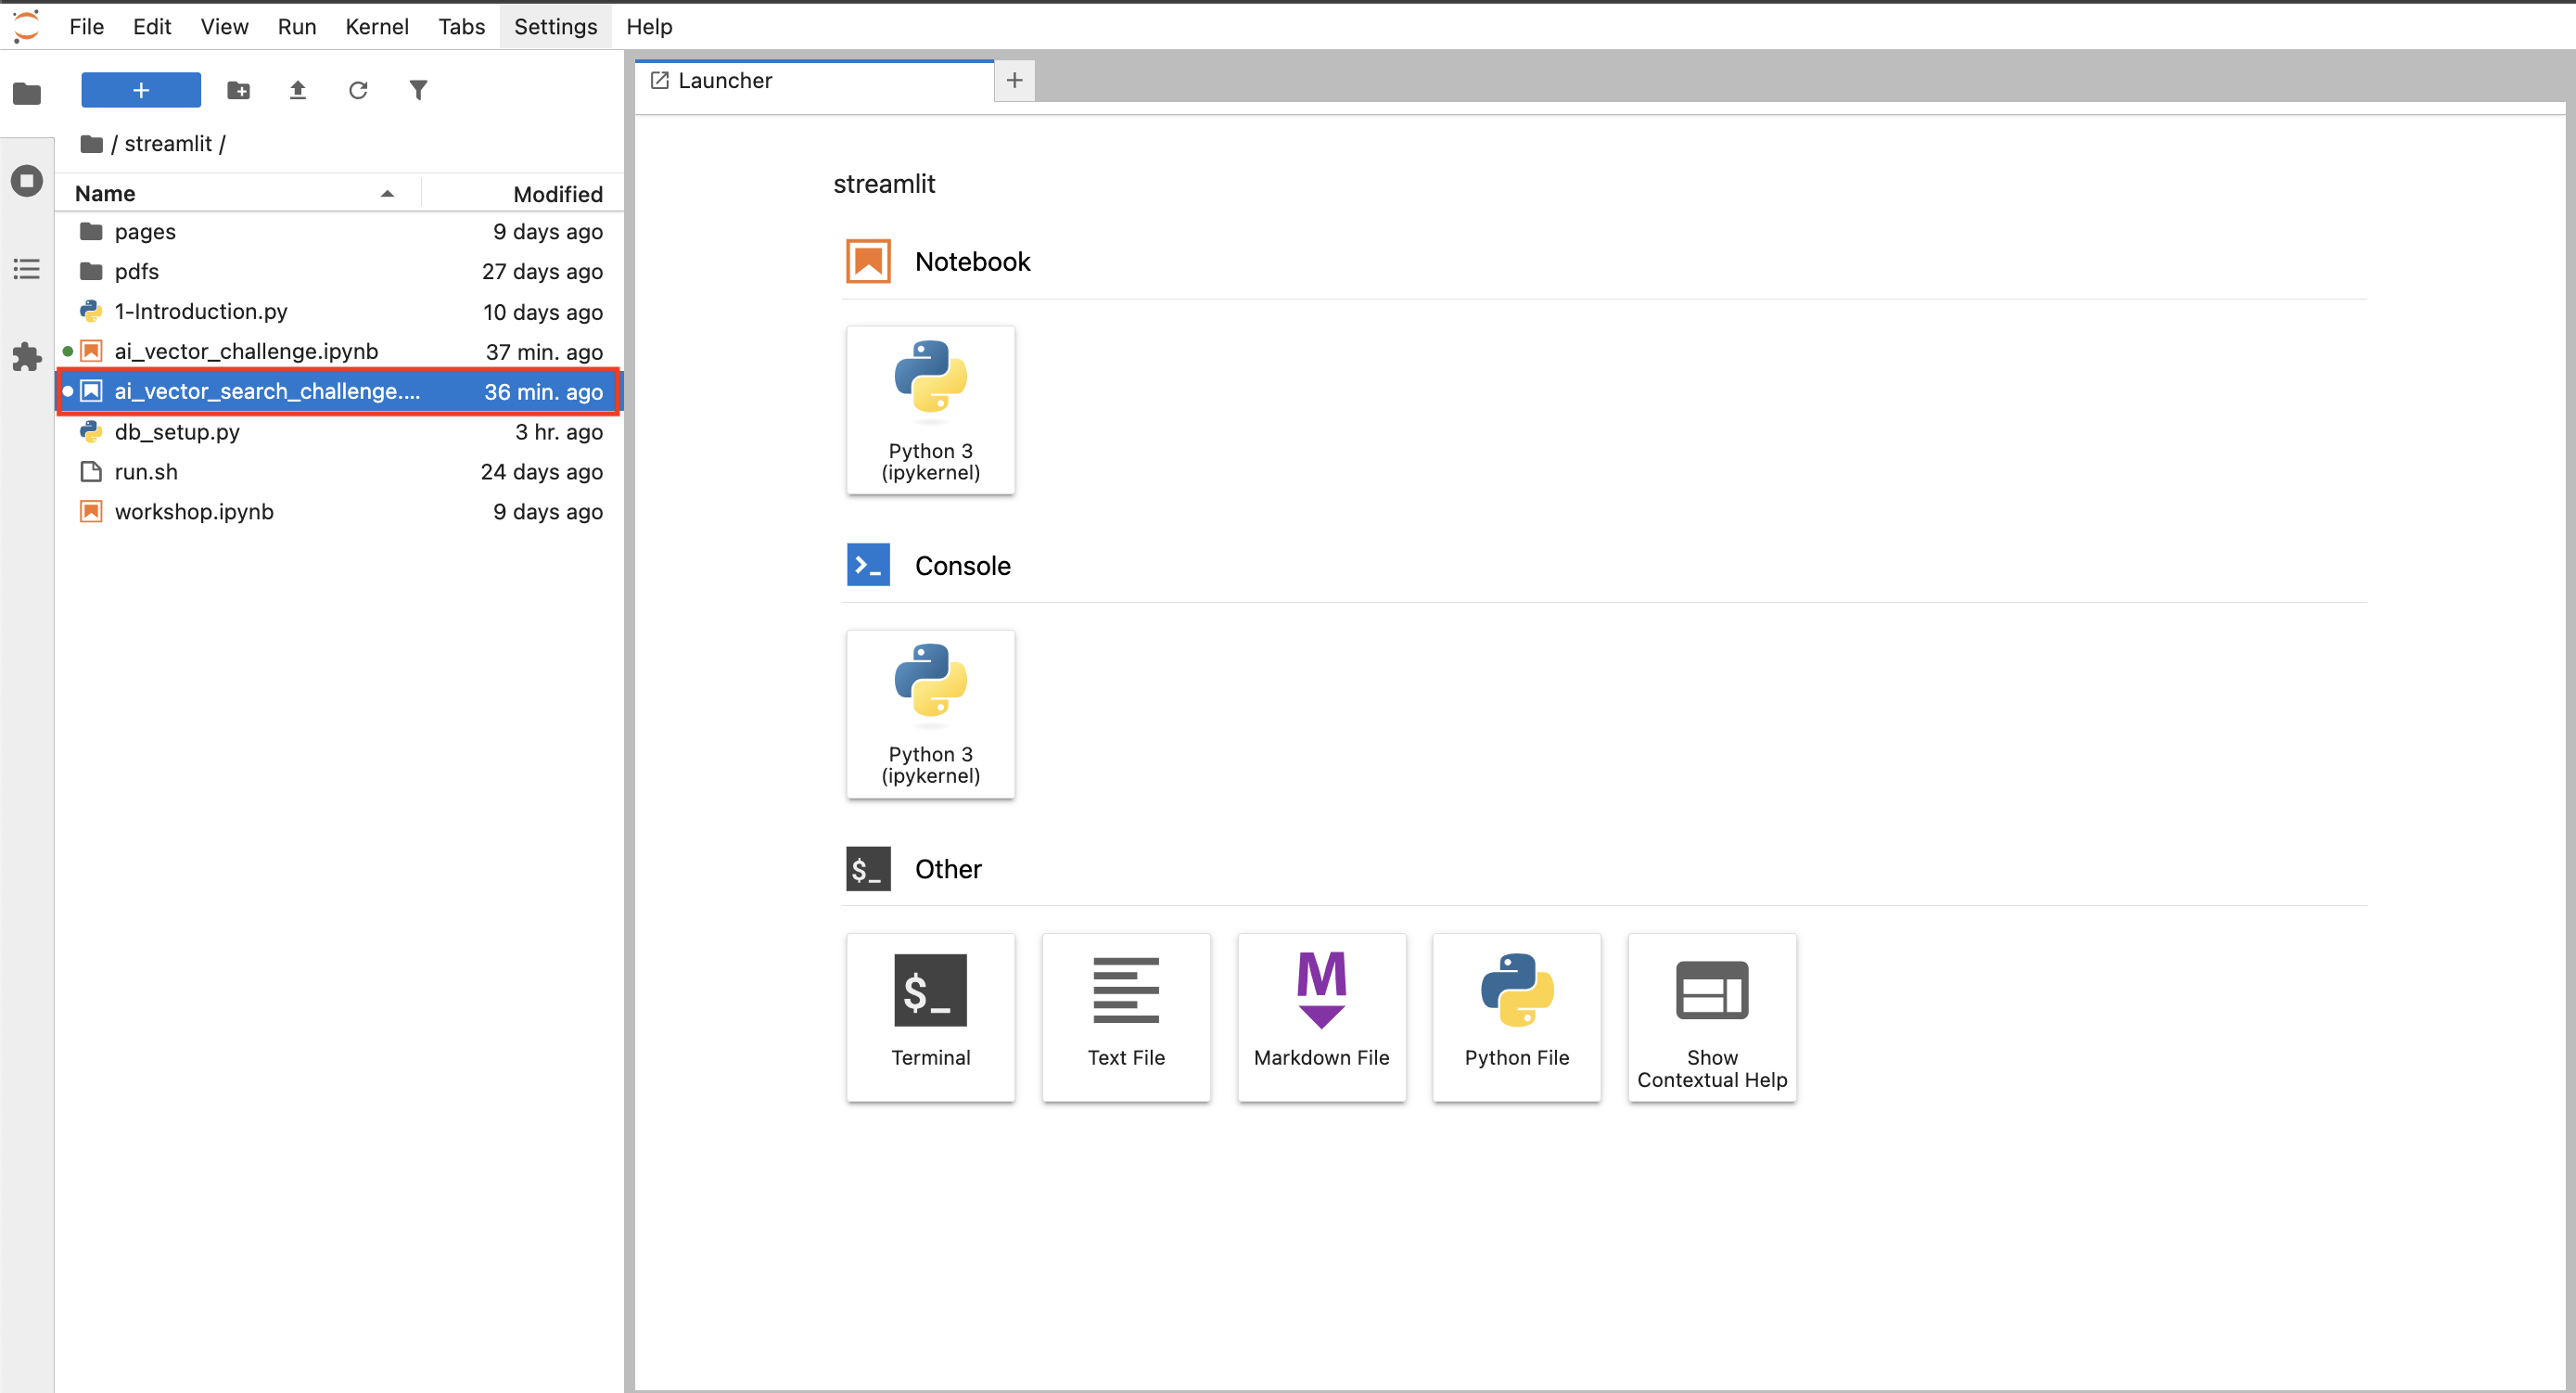 File Edit View Run Kernel Tabs Settings Help
+
/ streamlit /
Name Modified
pages 9 days ago
pdfs 27 days ago
1-Introduction.py 10 days ago
ai_vector_challenge.ipynb 37 min. ago
ai_vector_search_challenge.... 36 min. ago
db_setup.py 3 hr. ago
run.sh 24 days ago
workshop.ipynb 9 days ago
Launcher +
streamlit
Notebook
Python 3
(ipykernel)
>_ Console
Python 3
(ipykernel)
$_ Other
$_
Terminal
Text File
M
Markdown File
Python File
Show
Contextual Help